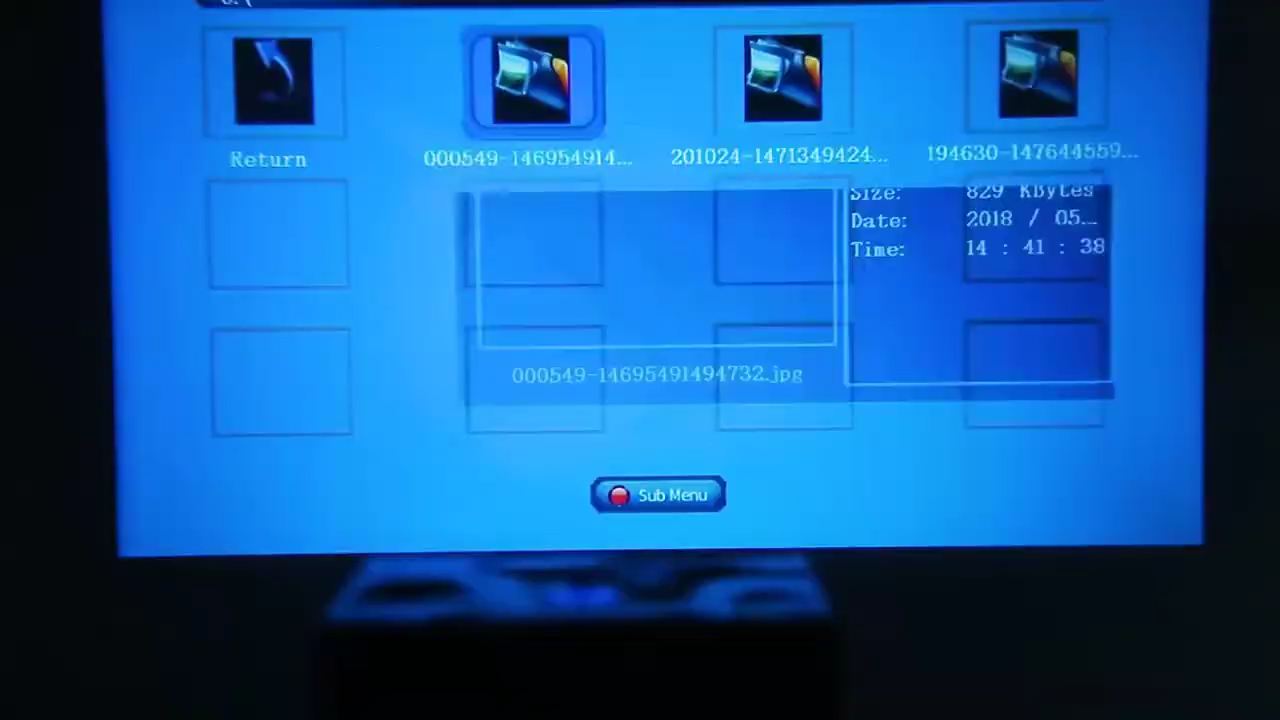 Return
000549-146954914...
201024-1471349424...
194630-147644559...
Size: 829 KBytes
Date: 2018 / 05...
Time: 14 : 41 : 38
000549-14695491494732.jpg
Sub Menu